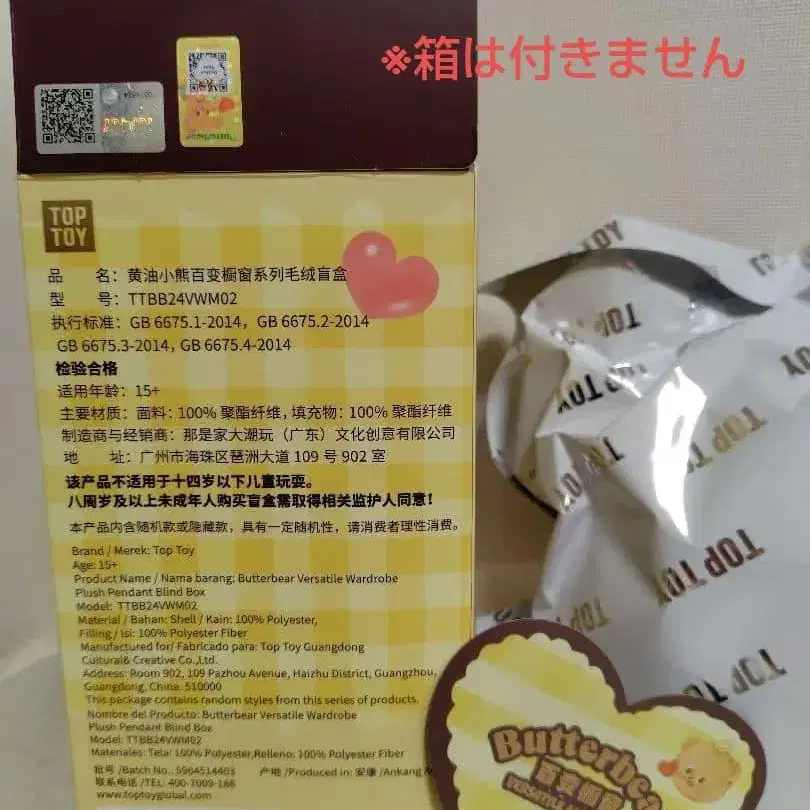 ※箱は付きません
TOP
TOY
品 名：黄油小熊百变橱窗系列毛绒盲盒
型 号：TTBB24VWM02
执行标准：GB 6675.1-2014，GB 6675.2-2014
GB 6675.3-2014, GB 6675.4-2014
检验合格
适用年龄：15+
主要材质：面料：100% 聚酯纤维，填充物：100% 聚酯纤维
制造商与经销商：那是家大潮玩（广东）文化创意有限公司
地 址：广州市海珠区琶洲大道 109 号 902 室
该产品不适用于十四岁以下儿童玩耍。
八周岁及以上未成年人购买盲盒需取得相关监护人同意！
本产品内含随机款或隐藏款，具有一定随机性，请消费者理性消费。
Brand / Merek: Top Toy
Age: 15+
Product Name / Nama barang: Butterbear Versatile Wardrobe
Plush Pendant Blind Box
Model: TTBB24VWM02
Material / Bahan: Shell / Kain: 100% Polyester,
Filling / Isi: 100% Polyester Fiber
Manufactured for/ Fabricado para: Top Toy Guangdong
Cultural& Creative Co.,Ltd.
Address: Room 902, 109 Pazhou Avenue, Haizhu District, Guangzhou,
Guangdong, China. 510000
This package contains random styles from this series of products.
Nombre del Producto: Butterbear Versatile Wardrobe
Plush Pendant Blind Box
Model: TTBB24VWM02
Materiales: Tela: 100% Polyester,Relleno: 100% Polyester Fiber
批号 /Batch No.: 5964514403 产地 /Produced in: 安康 /Ankang
联系电话 /TEL: 400-7009-186
www.toptoyglobal.com
TOP TOY
TOP TOY
TOP TOY
TOP TOY
Butterbea